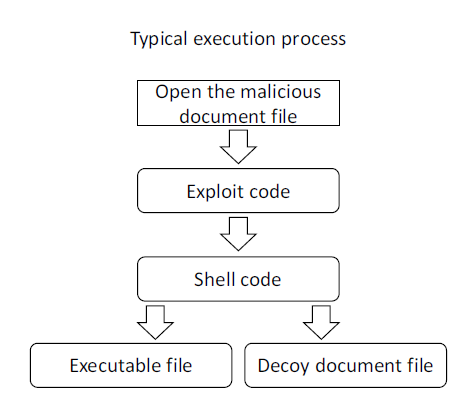 Typical execution process
Open the malicious
document file
Exploit code
Shell code
Executable file
Decoy document file